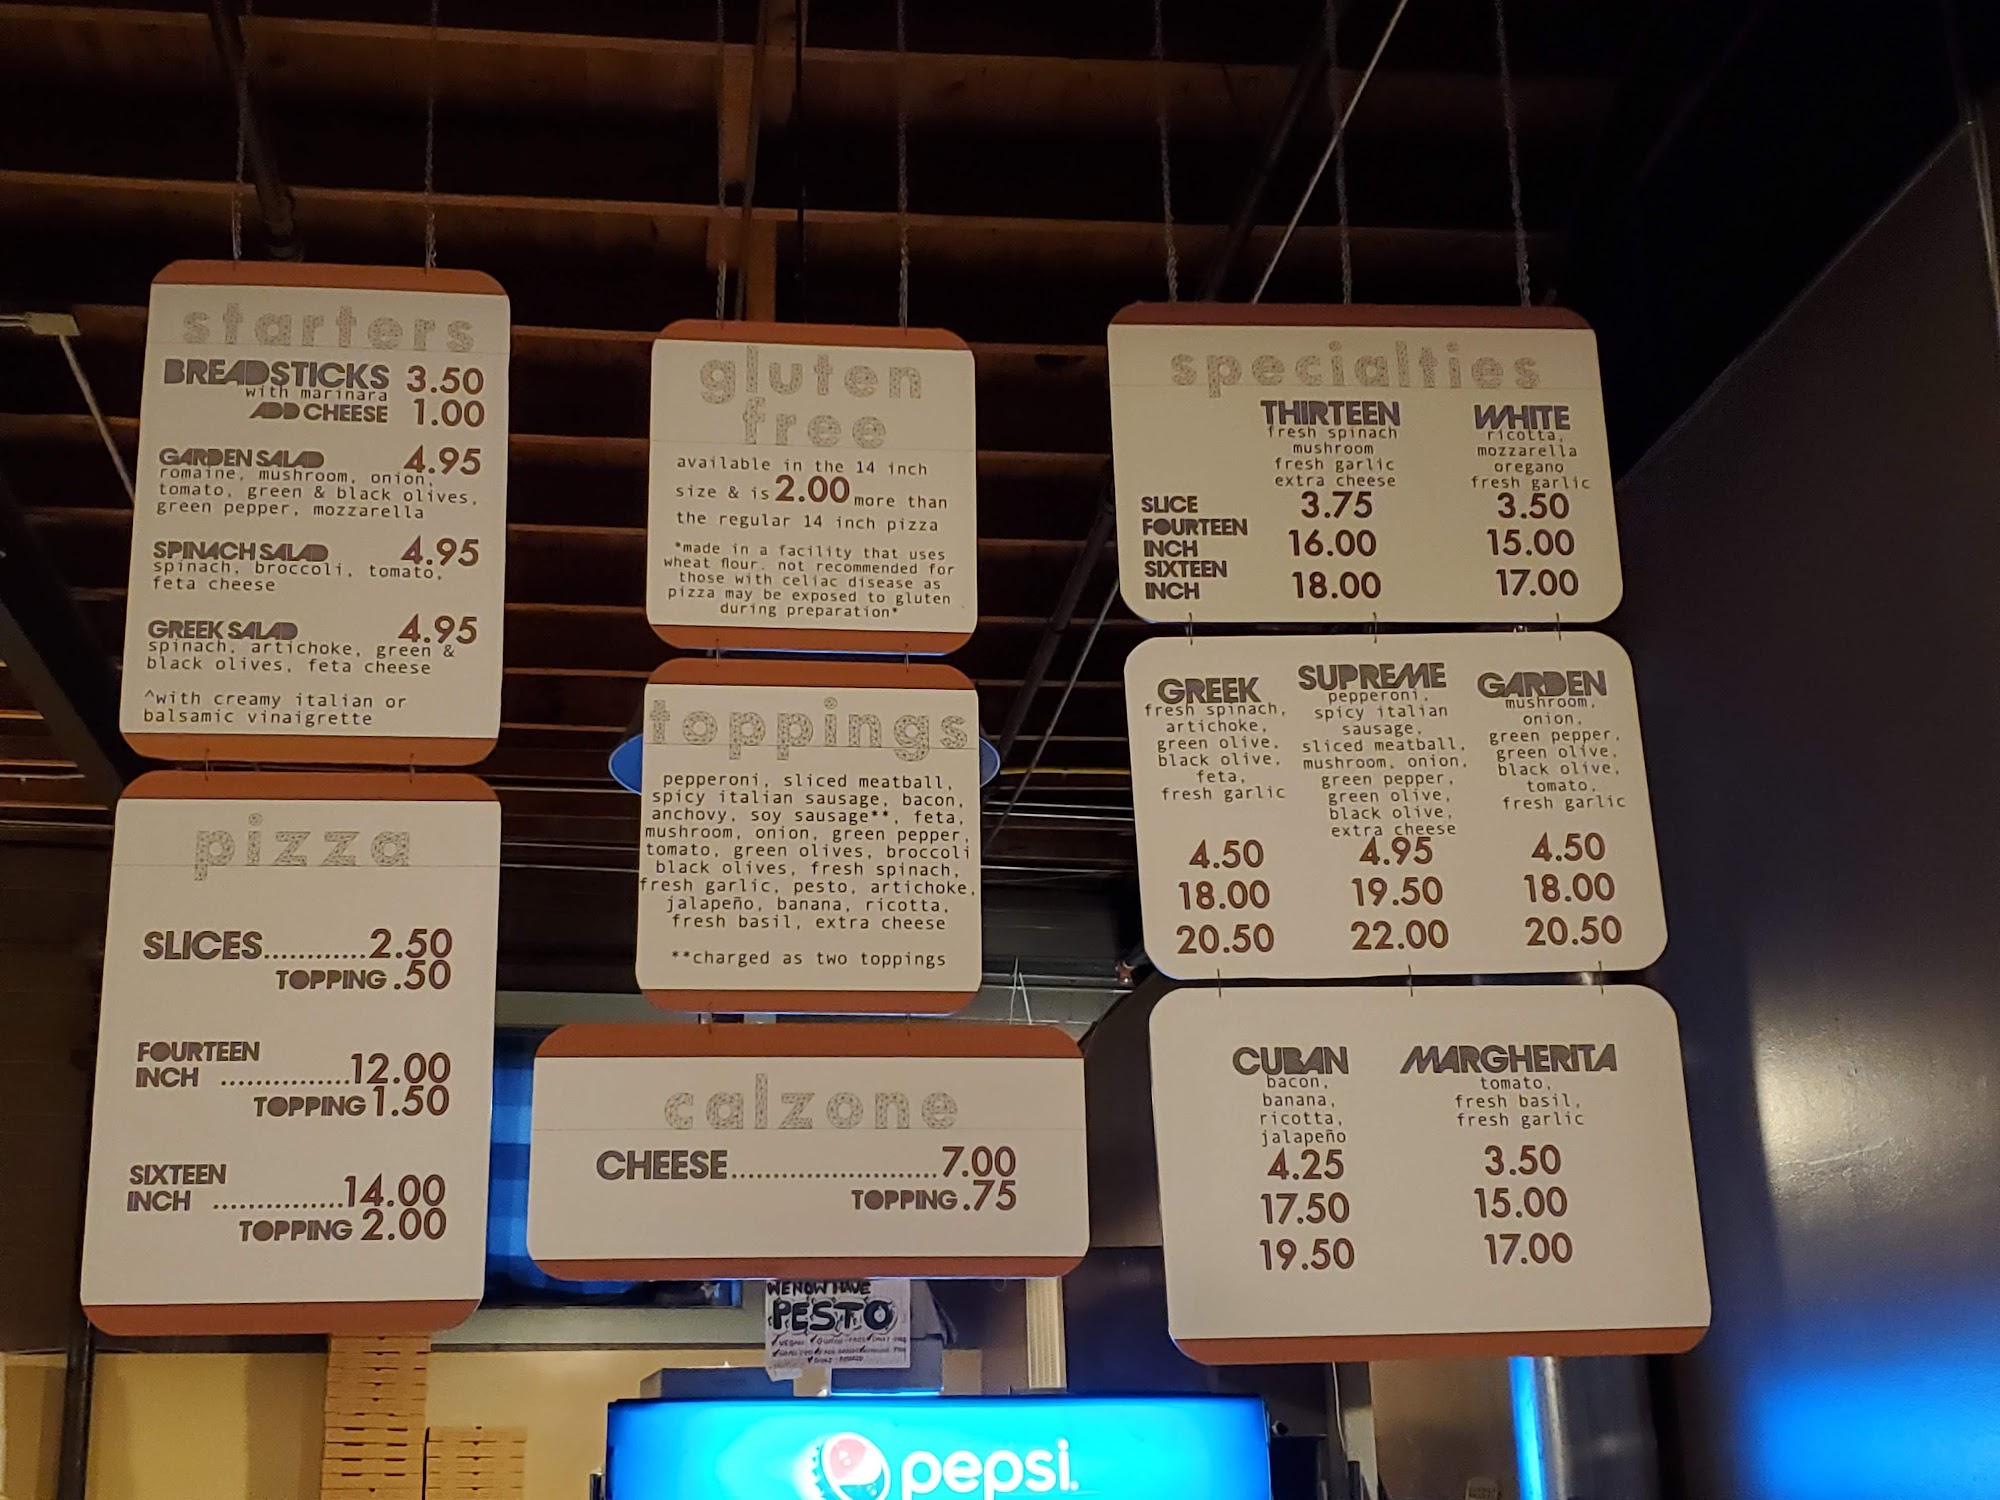 starters
BREADSTICKS 3.50
with marinara
ADD CHEESE 1.00
GARDEN SALAD 4.95
romaine, mushroom, onion,
tomato, green & black olives,
green pepper, mozzarella
SPINACH SALAD 4.95
spinach, broccoli, tomato,
feta cheese
GREEK SALAD 4.95
spinach, artichoke, green &
black olives, feta cheese
^with creamy italian or
balsamic vinaigrette
pizza
SLICES............2.50
TOPPING .50
FOURTEEN
INCH ...............12.00
TOPPING 1.50
SIXTEEN
INCH ...............14.00
TOPPING 2.00
gluten
free
available in the 14 inch
size & is 2.00 more than
the regular 14 inch pizza
*made in a facility that uses
wheat flour. not recommended for
those with celiac disease as
pizza may be exposed to gluten
during preparation*
toppings
pepperoni, sliced meatball,
spicy italian sausage, bacon,
anchovy, soy sausage**, feta,
mushroom, onion, green pepper,
tomato, green olives, broccoli
black olives, fresh spinach,
fresh garlic, pesto, artichoke,
jalapeño, banana, ricotta,
fresh basil, extra cheese
**charged as two toppings
calzone
CHEESE........................7.00
TOPPING .75
specialties
THIRTEEN
fresh spinach
mushroom
fresh garlic
extra cheese
WHITE
ricotta,
mozzarella
oregano
fresh garlic
SLICE 3.75 3.50
FOURTEEN
INCH 16.00 15.00
SIXTEEN
INCH 18.00 17.00
GREEK
fresh spinach,
artichoke,
green olive,
black olive,
feta,
fresh garlic
4.50
18.00
20.50
SUPREME
pepperoni,
spicy italian
sausage,
sliced meatball,
mushroom, onion,
green pepper,
green olive,
black olive,
extra cheese
4.95
19.50
22.00
GARDEN
mushroom,
onion,
green pepper,
green olive,
black olive,
tomato,
fresh garlic
4.50
18.00
20.50
CUBAN
bacon,
banana,
ricotta,
jalapeño
4.25
17.50
19.50
MARGHERITA
tomato,
fresh basil,
fresh garlic
3.50
15.00
17.00
WE NOW HAVE
PESTO
VEGAN
pepsi.